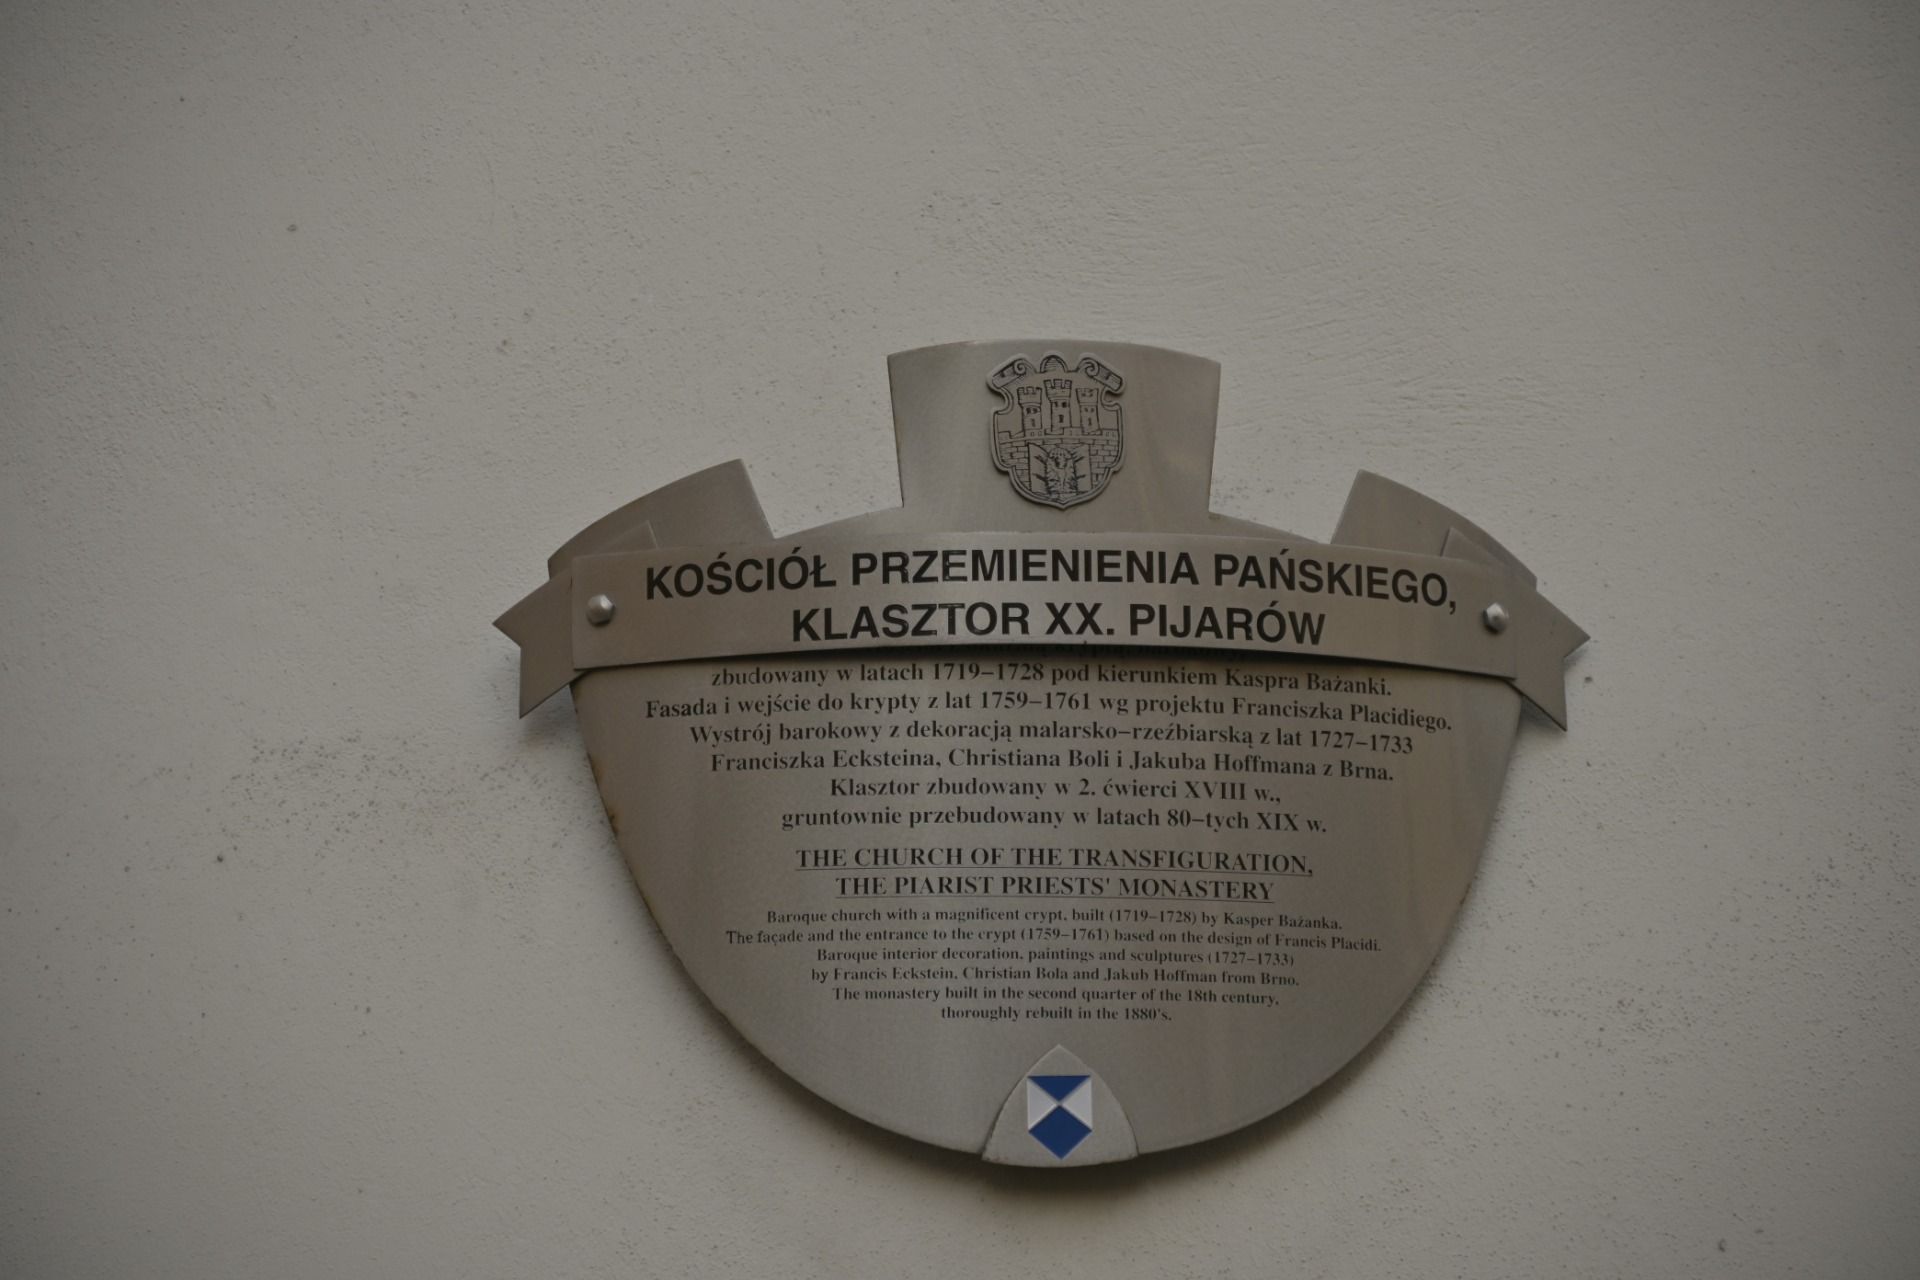 KOŚCIÓŁ PRZEMIENIENIA PAŃSKIEGO,
KLASZTOR XX. PIJARÓW
zbudowany w latach 1719–1728 pod kierunkiem Kaspra Bażanki.
Fasada i wejście do krypty z lat 1759–1761 wg projektu Franciszka Placidiego.
Wystrój barokowy z dekoracją malarsko–rzeźbiarską z lat 1727–1733
Franciszka Ecksteina, Christiana Boli i Jakuba Hoffmana z Brna.
Klasztor zbudowany w 2. ćwierci XVIII w.,
gruntownie przebudowany w latach 80–tych XIX w.
THE CHURCH OF THE TRANSFIGURATION,
THE PIARIST PRIESTS' MONASTERY
Baroque church with a magnificent crypt, built (1719–1728) by Kasper Bażanka.
The façade and the entrance to the crypt (1759–1761) based on the design of Francis Placidi.
Baroque interior decoration, paintings and sculptures (1727–1733)
by Francis Eckstein, Christian Bola and Jakub Hoffman from Brno.
The monastery built in the second quarter of the 18th century,
thoroughly rebuilt in the 1880's.